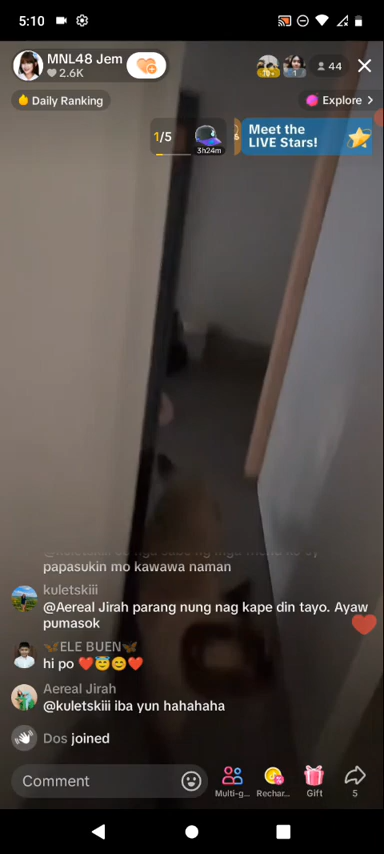 5:10
MNL48 Jem
2.6K
19+
1
44
Daily Ranking
Explore >
1/5
3h24m
Meet the
LIVE Stars!
papasukin mo kawawa naman
kuletskiii
@Aereal Jirah parang nung nag kape din tayo. Ayaw
pumasok
🦋ELE BUEN🦋
hi po ❤️😇😊❤️
Aereal Jirah
@kuletskiii iba yun hahahaha
Dos joined
Comment
Multi-g...
Rechar...
Gift
5